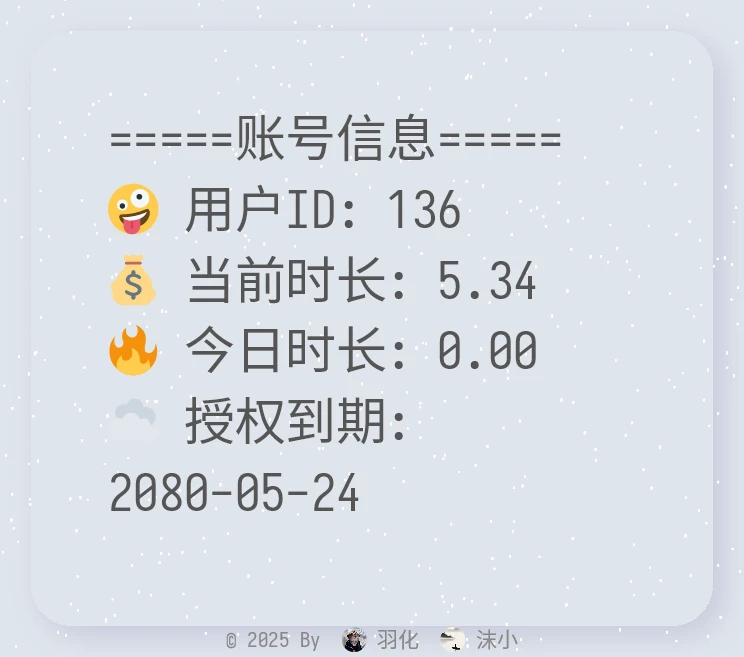 =====账号信息=====
🤪 用户ID: 136
💰 当前时长: 5.34
🔥 今日时长: 0.00
☁️ 授权到期:
2080-05-24
© 2025 By 羽化 沫小